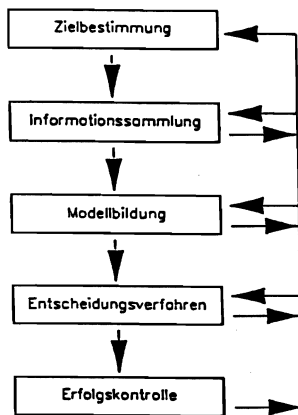 Zielbestimmung
Informationssammlung
Modellbildung
Entscheidungsverfahren
Erfolgskontrolle